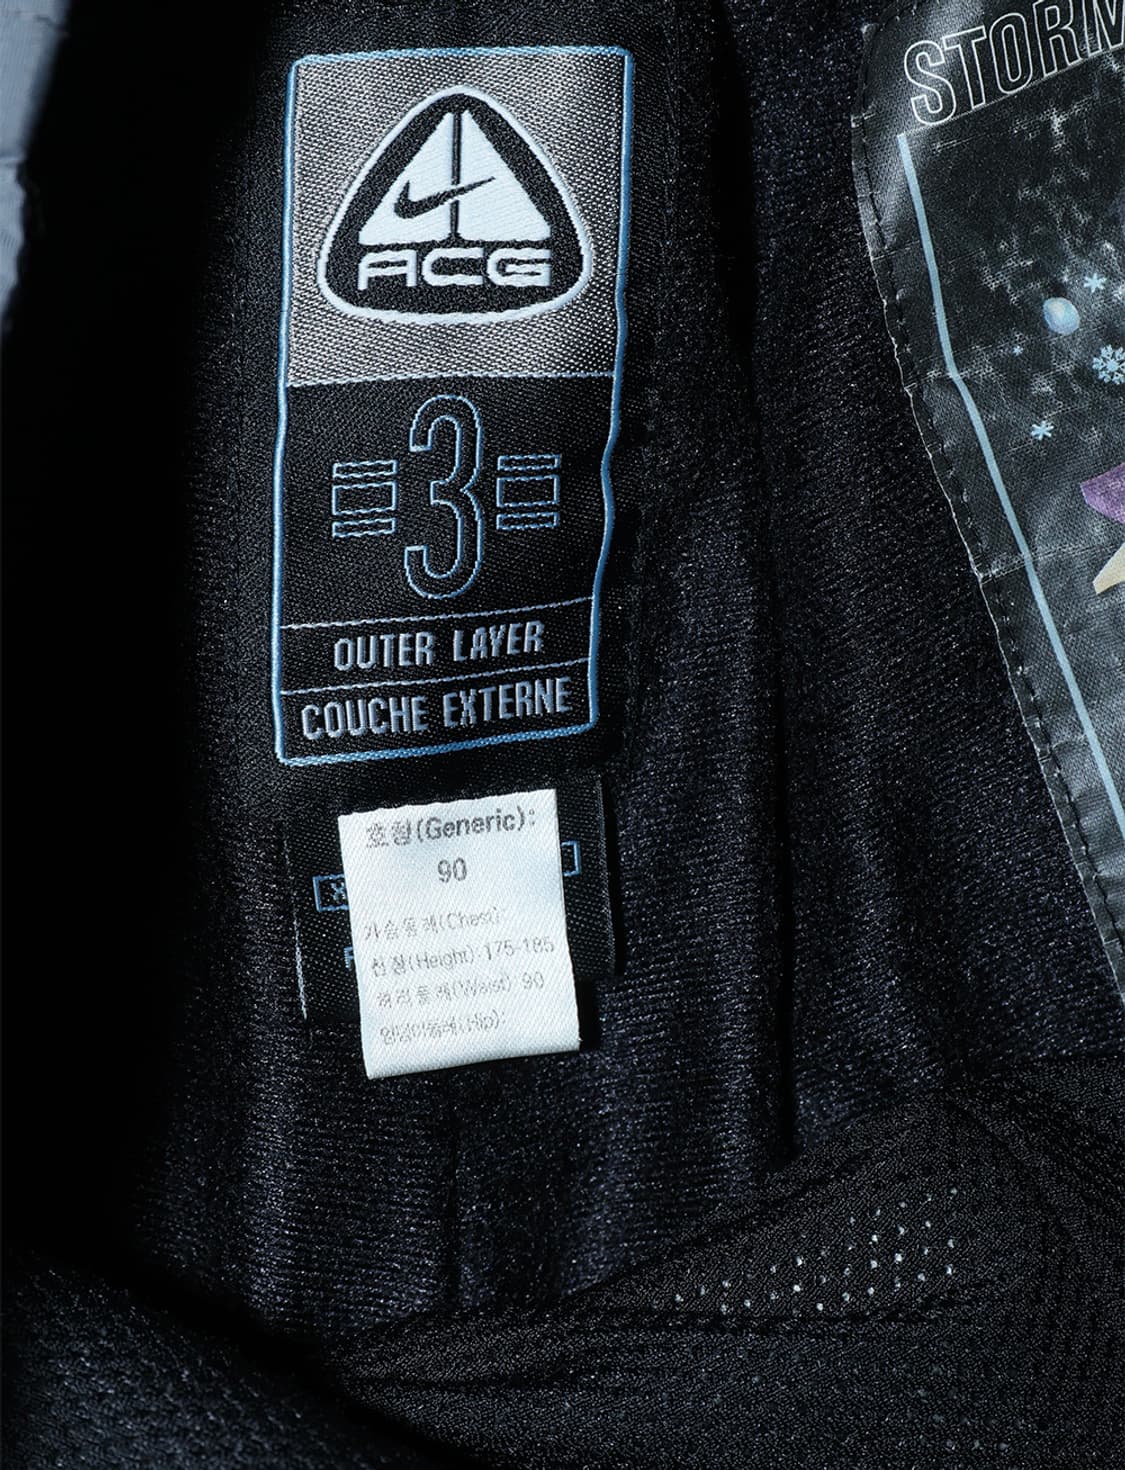 ACG
3
OUTER LAYER
COUCHE EXTERNE
호칭(Generic):
90
가슴둘레(Chest):
신장(Height):175-185
허리둘레(Waist):90
엉덩이둘레(Hip):